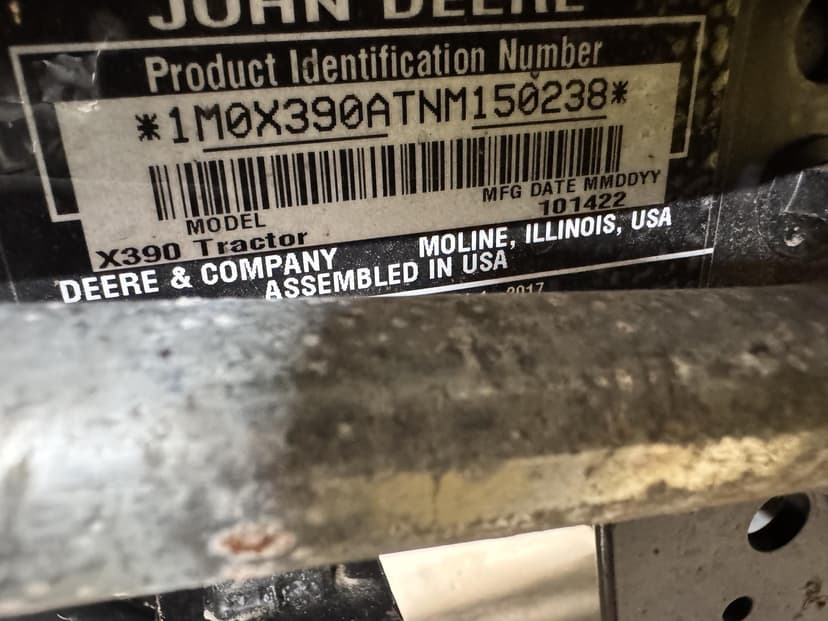 JOHN DEERE
Product Identification Number
*1M0X390ATNM150238*
MFG DATE MMDDYY
MODEL 101422
X390 Tractor
DEERE & COMPANY MOLINE, ILLINOIS, USA
ASSEMBLED IN USA
2017